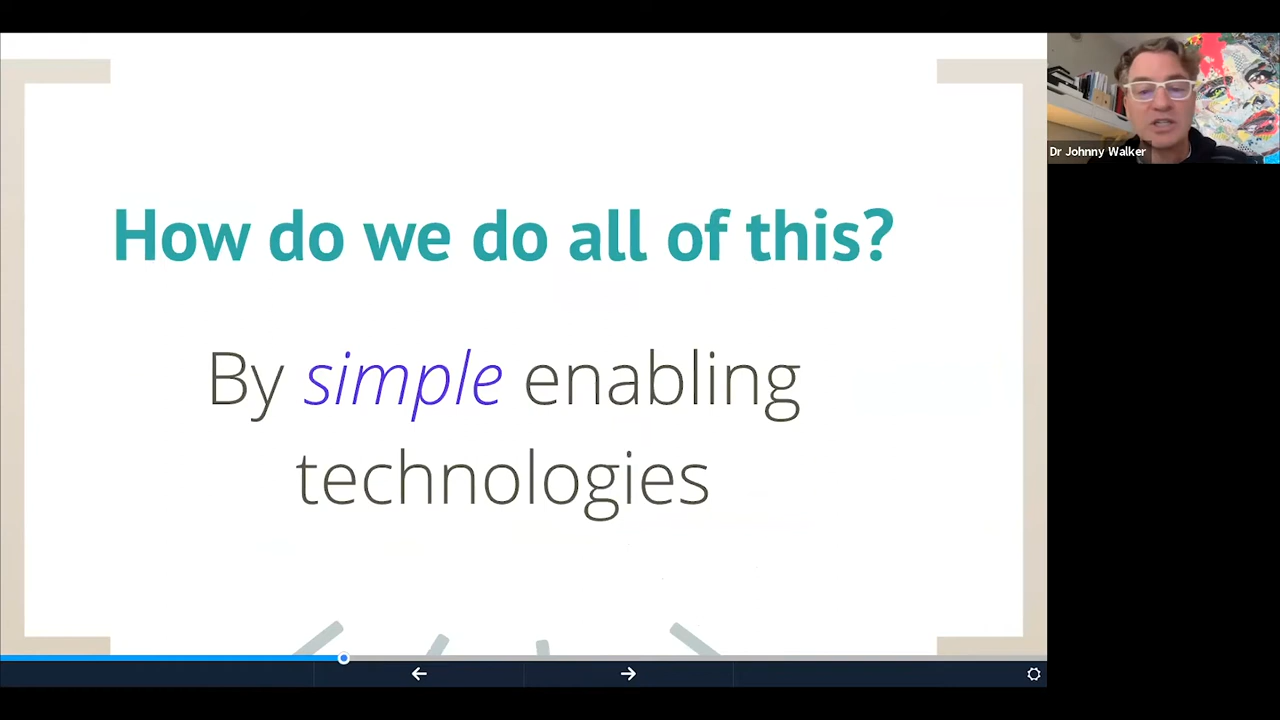 How do we do all of this?
By simple enabling
technologies
Dr Johnny Walker